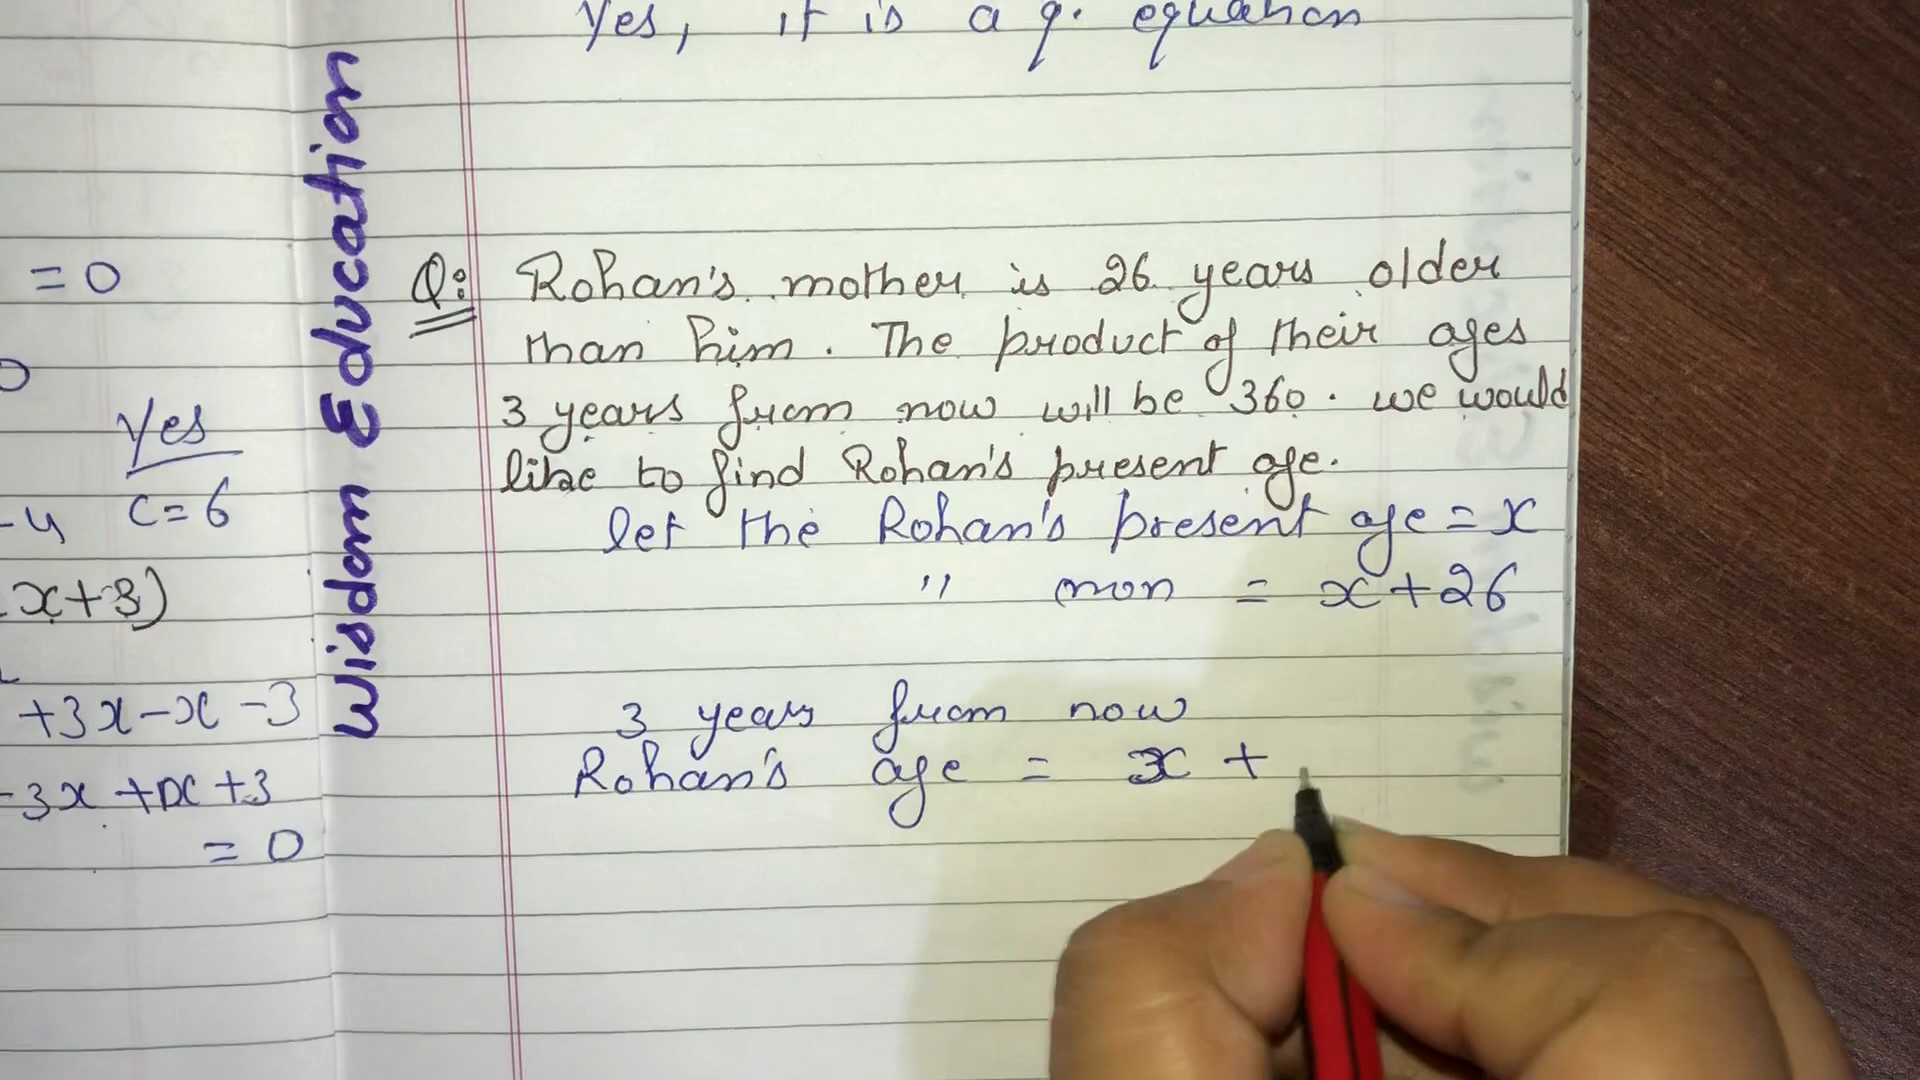 = 0
Yes
c = 6
-4
x+3)
+3x-x-3
-3x+x+3
= 0
Wisdom Education
Yes, it is a q. equation
Q: Rohan's mother is 26 years older
than him. The product of their ages
3 years from now will be 360. we would
like to find Rohan's present age.
let the Rohan's present age = x
" mon = x+26
3 years from now
Rohan's age = x +